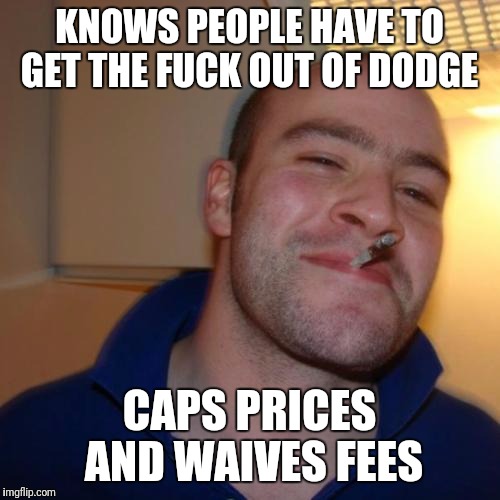 KNOWS PEOPLE HAVE TO
GET THE FUCK OUT OF DODGE
CAPS PRICES
AND WAIVES FEES
imgflip.com